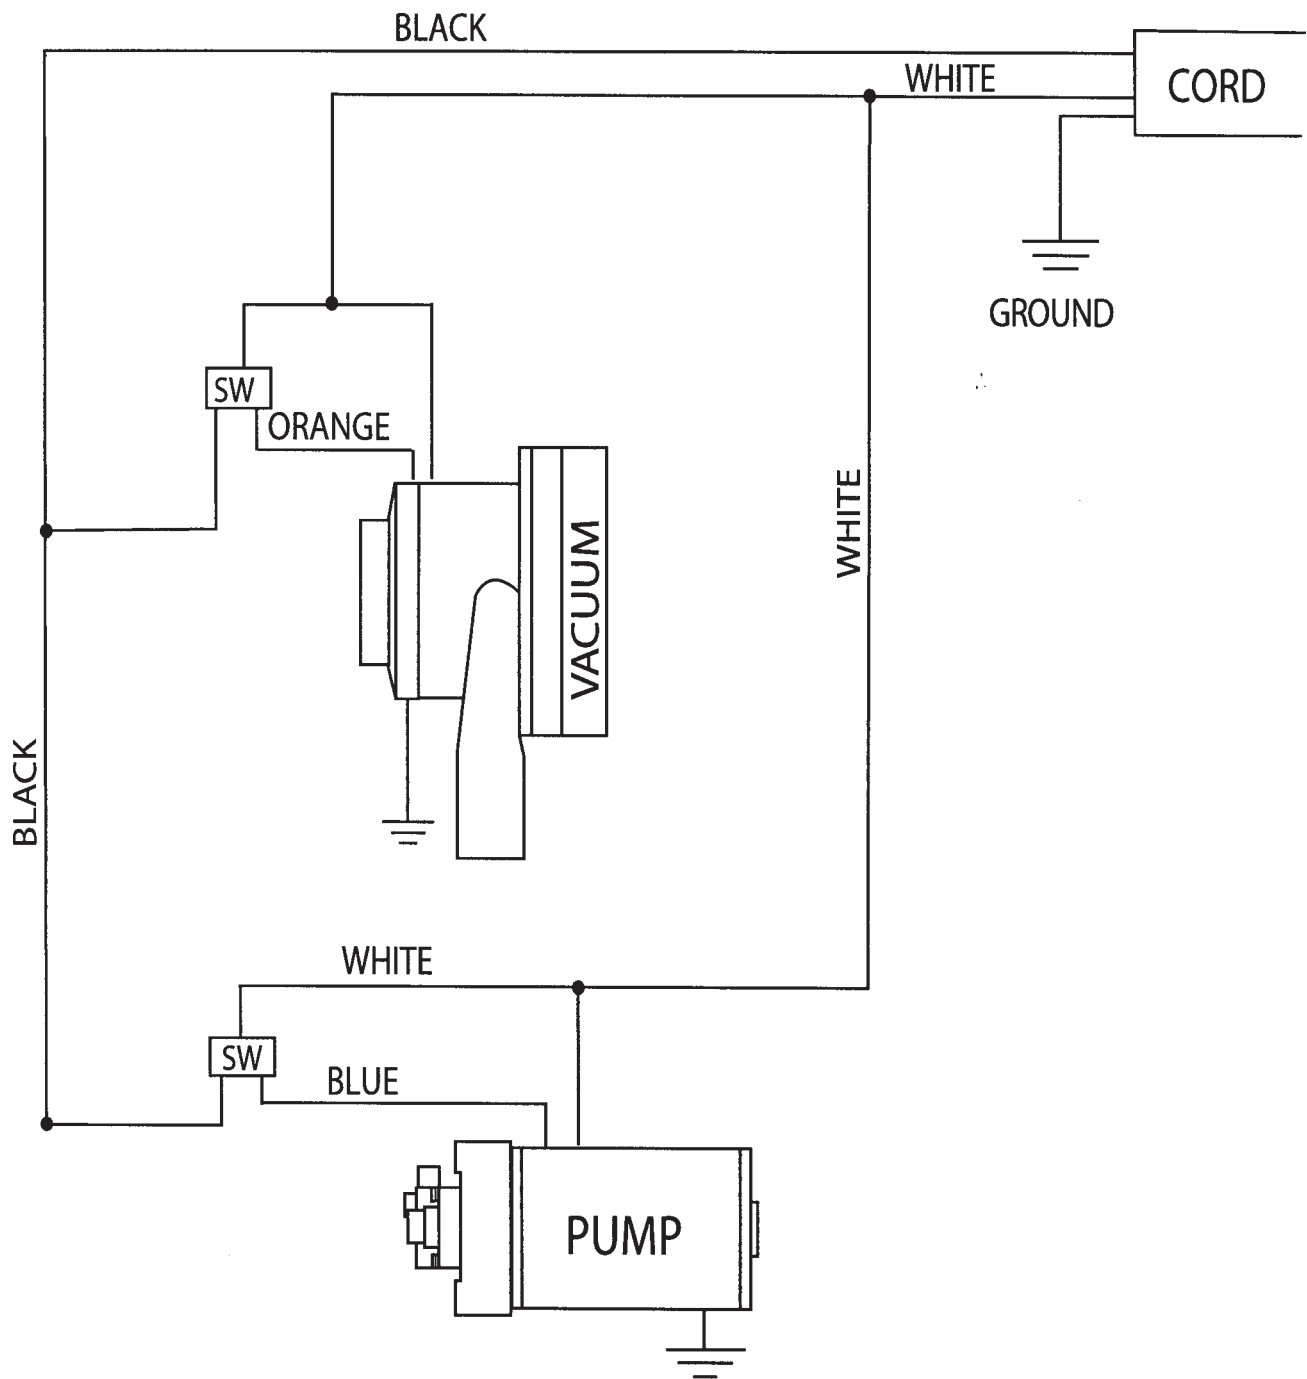 BLACK
WHITE
CORD
GROUND
SW
ORANGE
WHITE
VACUUM
BLACK
WHITE
SW
BLUE
PUMP